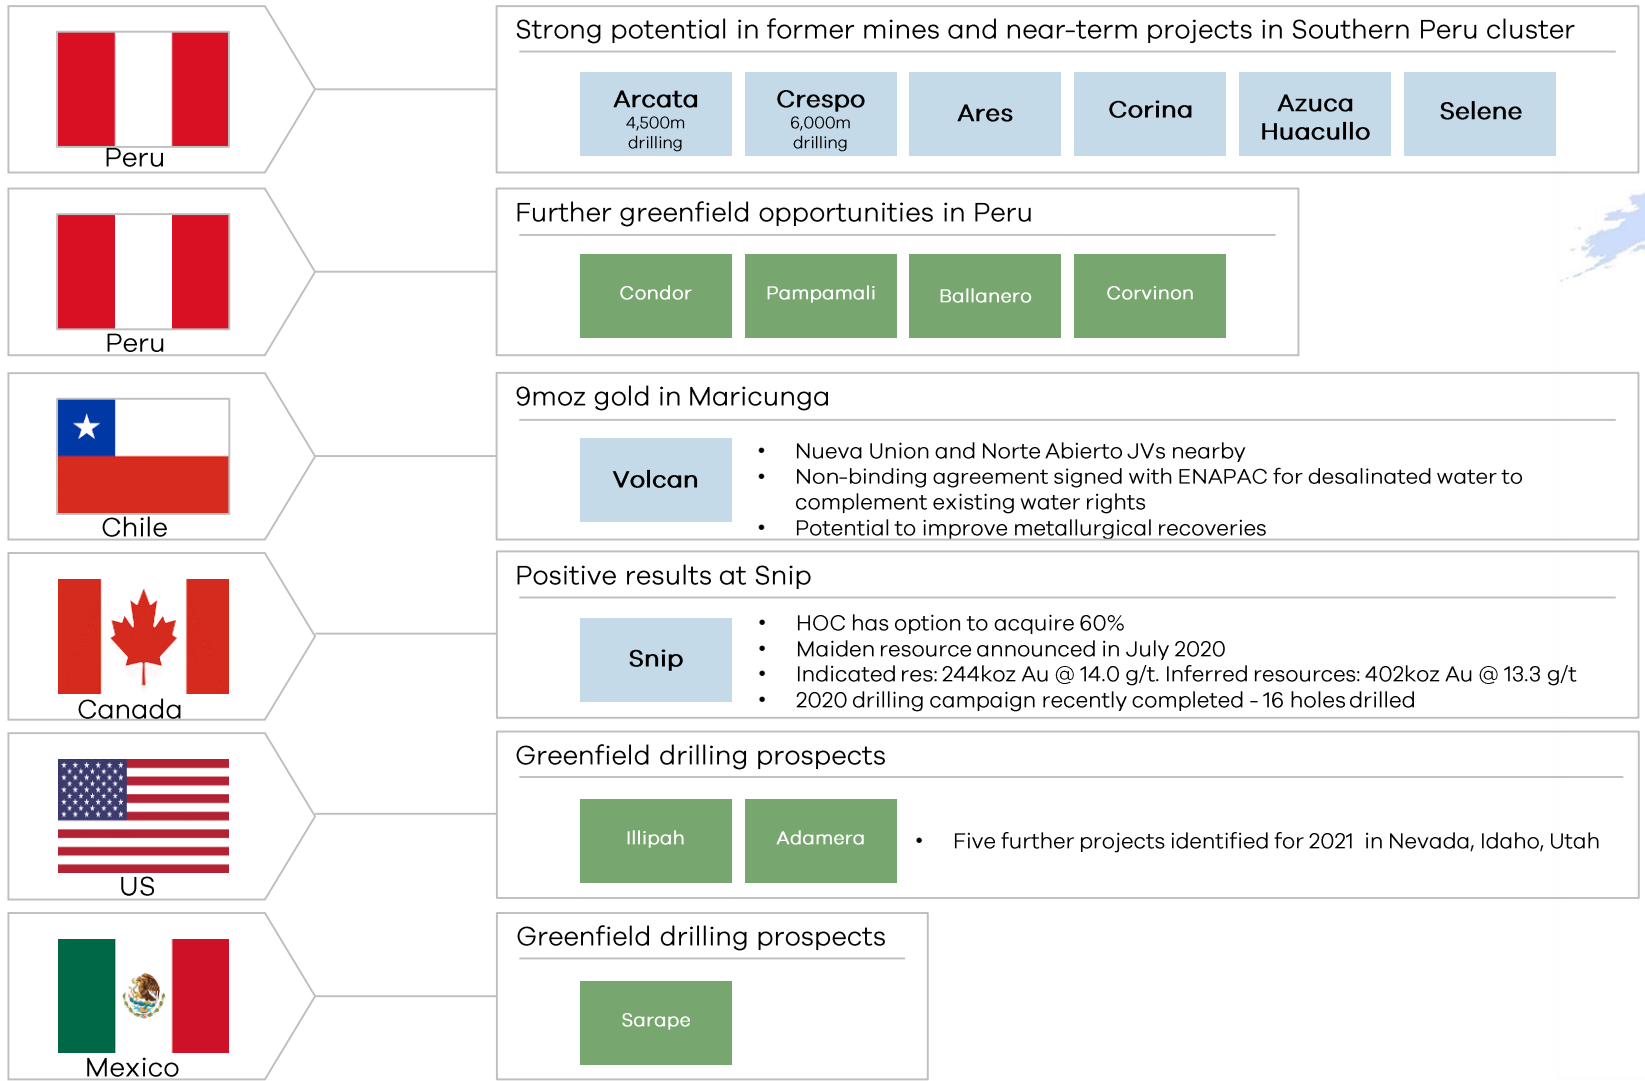 Strong potential in former mines and near-term projects in Southern Peru cluster
Arcata
4,500m
drilling
Crespo
6,000m
drilling
Ares
Corina
Azuca
Huacullo
Selene
Peru
Further greenfield opportunities in Peru
Condor
Pampamali
Ballanero
Corvinon
Peru
9moz gold in Maricunga
Volcan
• Nueva Union and Norte Abierto JVs nearby
• Non-binding agreement signed with ENAPAC for desalinated water to
complement existing water rights
• Potential to improve metallurgical recoveries
Chile
Positive results at Snip
Snip
• HOC has option to acquire 60%
• Maiden resource announced in July 2020
• Indicated res: 244koz Au @ 14.0 g/t. Inferred resources: 402koz Au @ 13.3 g/t
• 2020 drilling campaign recently completed - 16 holes drilled
Canada
Greenfield drilling prospects
Illipah
Adamera
• Five further projects identified for 2021 in Nevada, Idaho, Utah
US
Greenfield drilling prospects
Sarape
Mexico